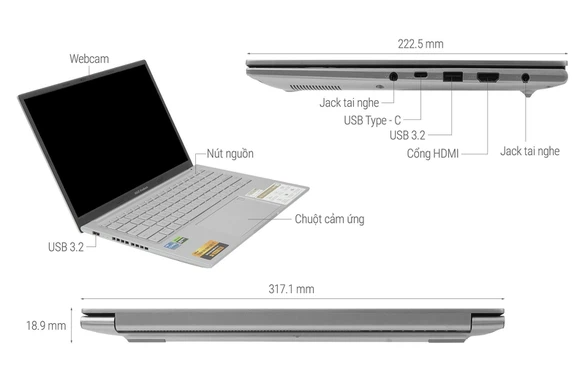 Webcam
222.5 mm
Jack tai nghe
USB Type - C
USB 3.2
Cổng HDMI
Jack tai nghe
Nút nguồn
Chuột cảm ứng
USB 3.2
317.1 mm
18.9 mm